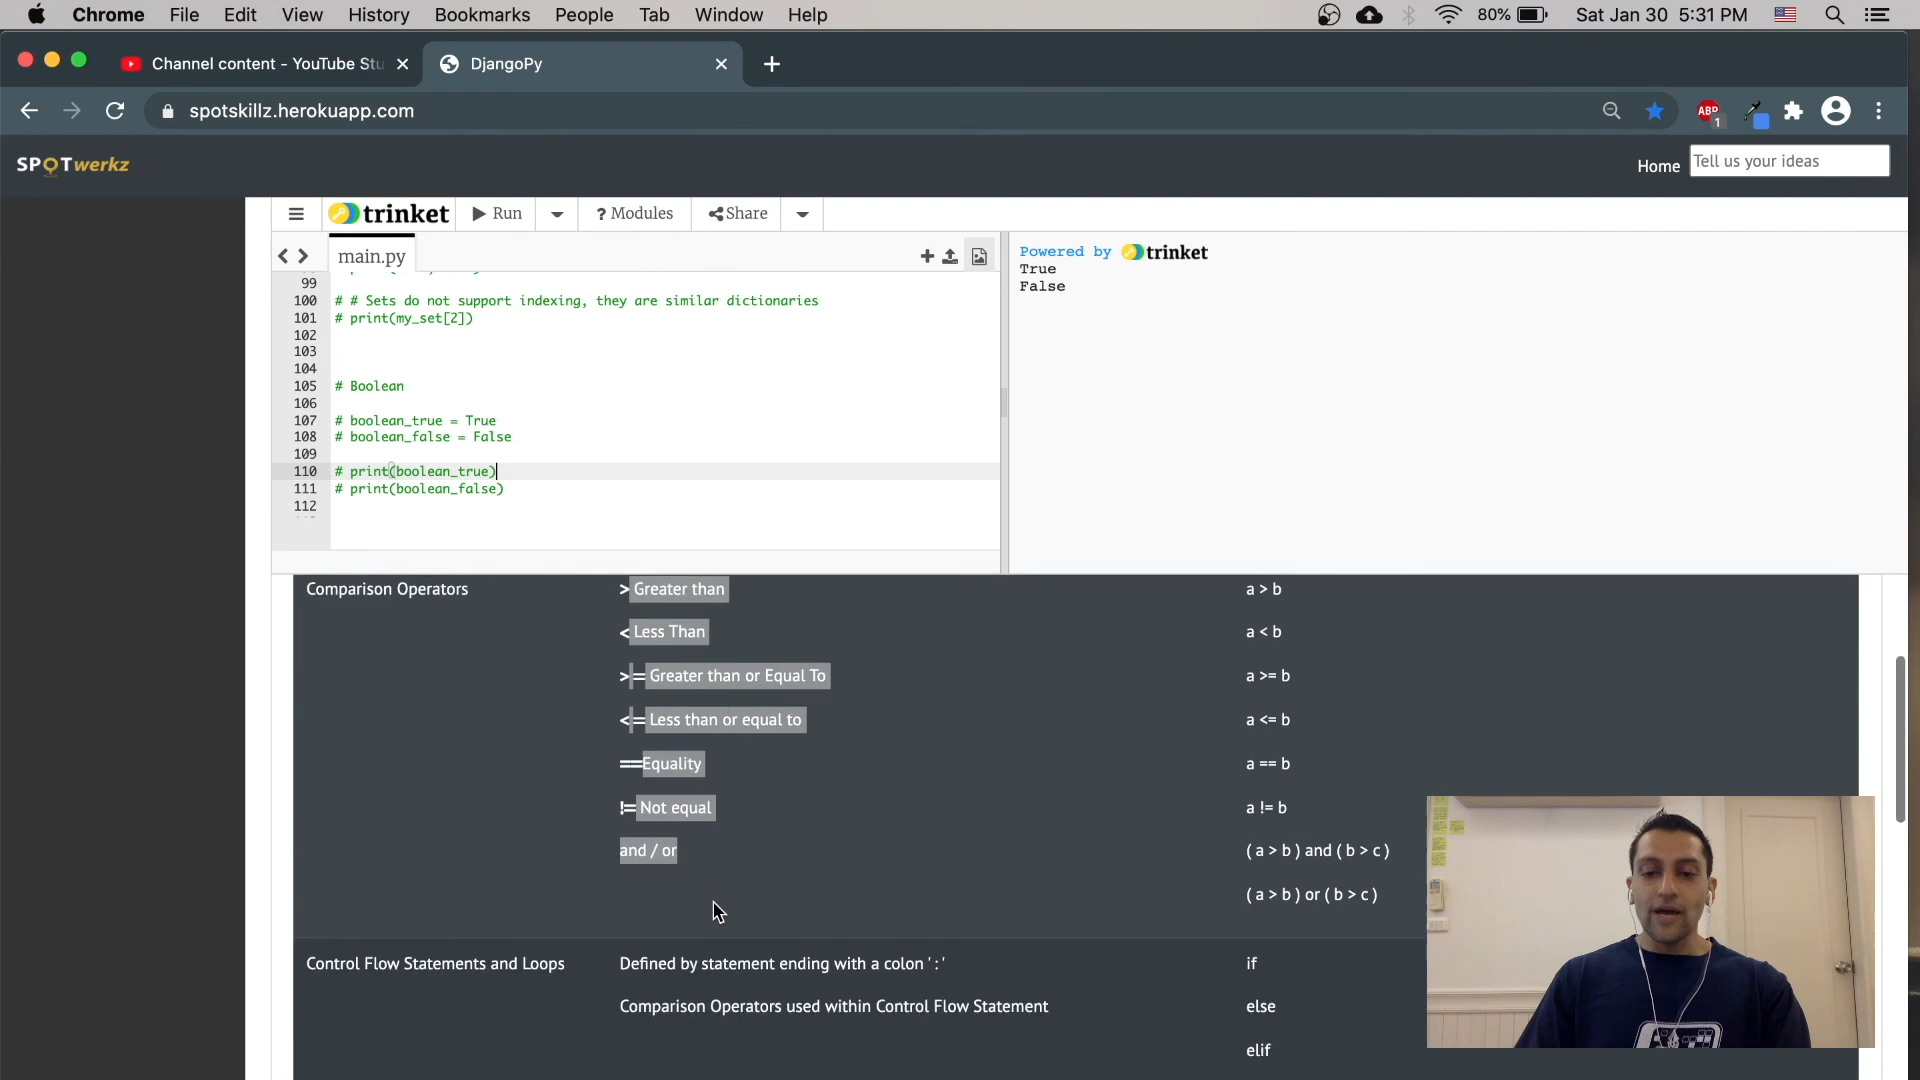 Chrome File Edit View History Bookmarks People Tab Window Help 80% Sat Jan 30 5:31 PM
Channel content - YouTube Stu DjangoPy
spotskillz.herokuapp.com ABP 1
SPOTwerkz Home Tell us your ideas
trinket Run ? Modules Share
main.py
Powered by trinket
True
False
99
100 # # Sets do not support indexing, they are similar dictionaries
101 # print(my_set[2])
102
103
104
105 # Boolean
106
107 # boolean_true = True
108 # boolean_false = False
109
110 # print(boolean_true)
111 # print(boolean_false)
112
Comparison Operators > Greater than a > b
< Less Than a < b
>= Greater than or Equal To a >= b
<= Less than or equal to a <= b
==Equality a == b
!= Not equal a != b
and / or ( a > b ) and ( b > c )
( a > b ) or ( b > c )
Control Flow Statements and Loops Defined by statement ending with a colon ' : ' if
Comparison Operators used within Control Flow Statement else
elif